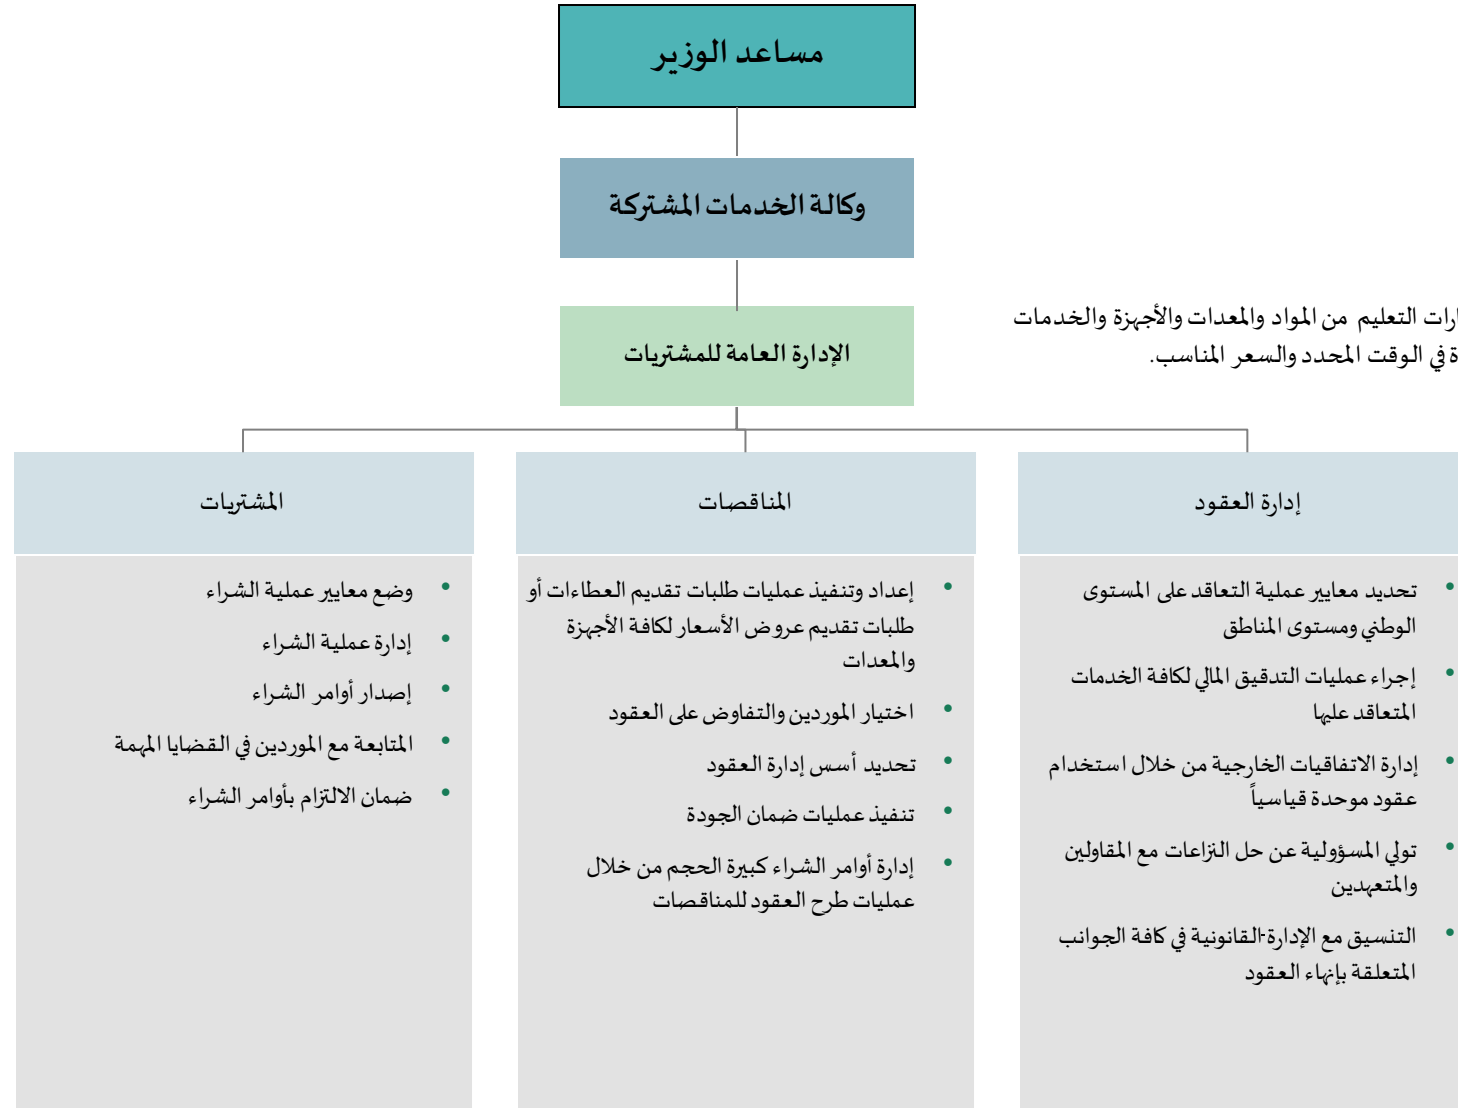 مساعد الوزير
وكالة الخدمات المشتركة
الإدارة العامة للمشتريات
التعليم من المواد والمعدات والأجهزة والخدمات
في الوقت المحدد والسعر المناسب.
إدارة العقود
• تحديد معايير عملية التعاقد على المستوى
الوطني ومستوى المناطق
• إجراء عمليات التدقيق المالي لكافة الخدمات
المتعاقد عليها
• إدارة الاتفاقيات الخارجية من خلال استخدام
عقود موحدة قياسياً
• تولي المسؤولية عن حل النزاعات مع المقاولين
والمتعهدين
• التنسيق مع الإدارة-القانونية في كافة الجوانب
المتعلقة بإنهاء العقود
المناقصات
• إعداد وتنفيذ عمليات طلبات تقديم العطاءات أو
طلبات تقديم عروض الأسعار لكافة الأجهزة
والمعدات
• اختيار الموردين والتفاوض على العقود
• تحديد أسس إدارة العقود
• تنفيذ عمليات ضمان الجودة
• إدارة أوامر الشراء كبيرة الحجم من خلال
عمليات طرح العقود للمناقصات
المشتريات
• وضع معايير عملية الشراء
• إدارة عملية الشراء
• إصدار أوامر الشراء
• المتابعة مع الموردين في القضايا المهمة
• ضمان الالتزام بأوامر الشراء